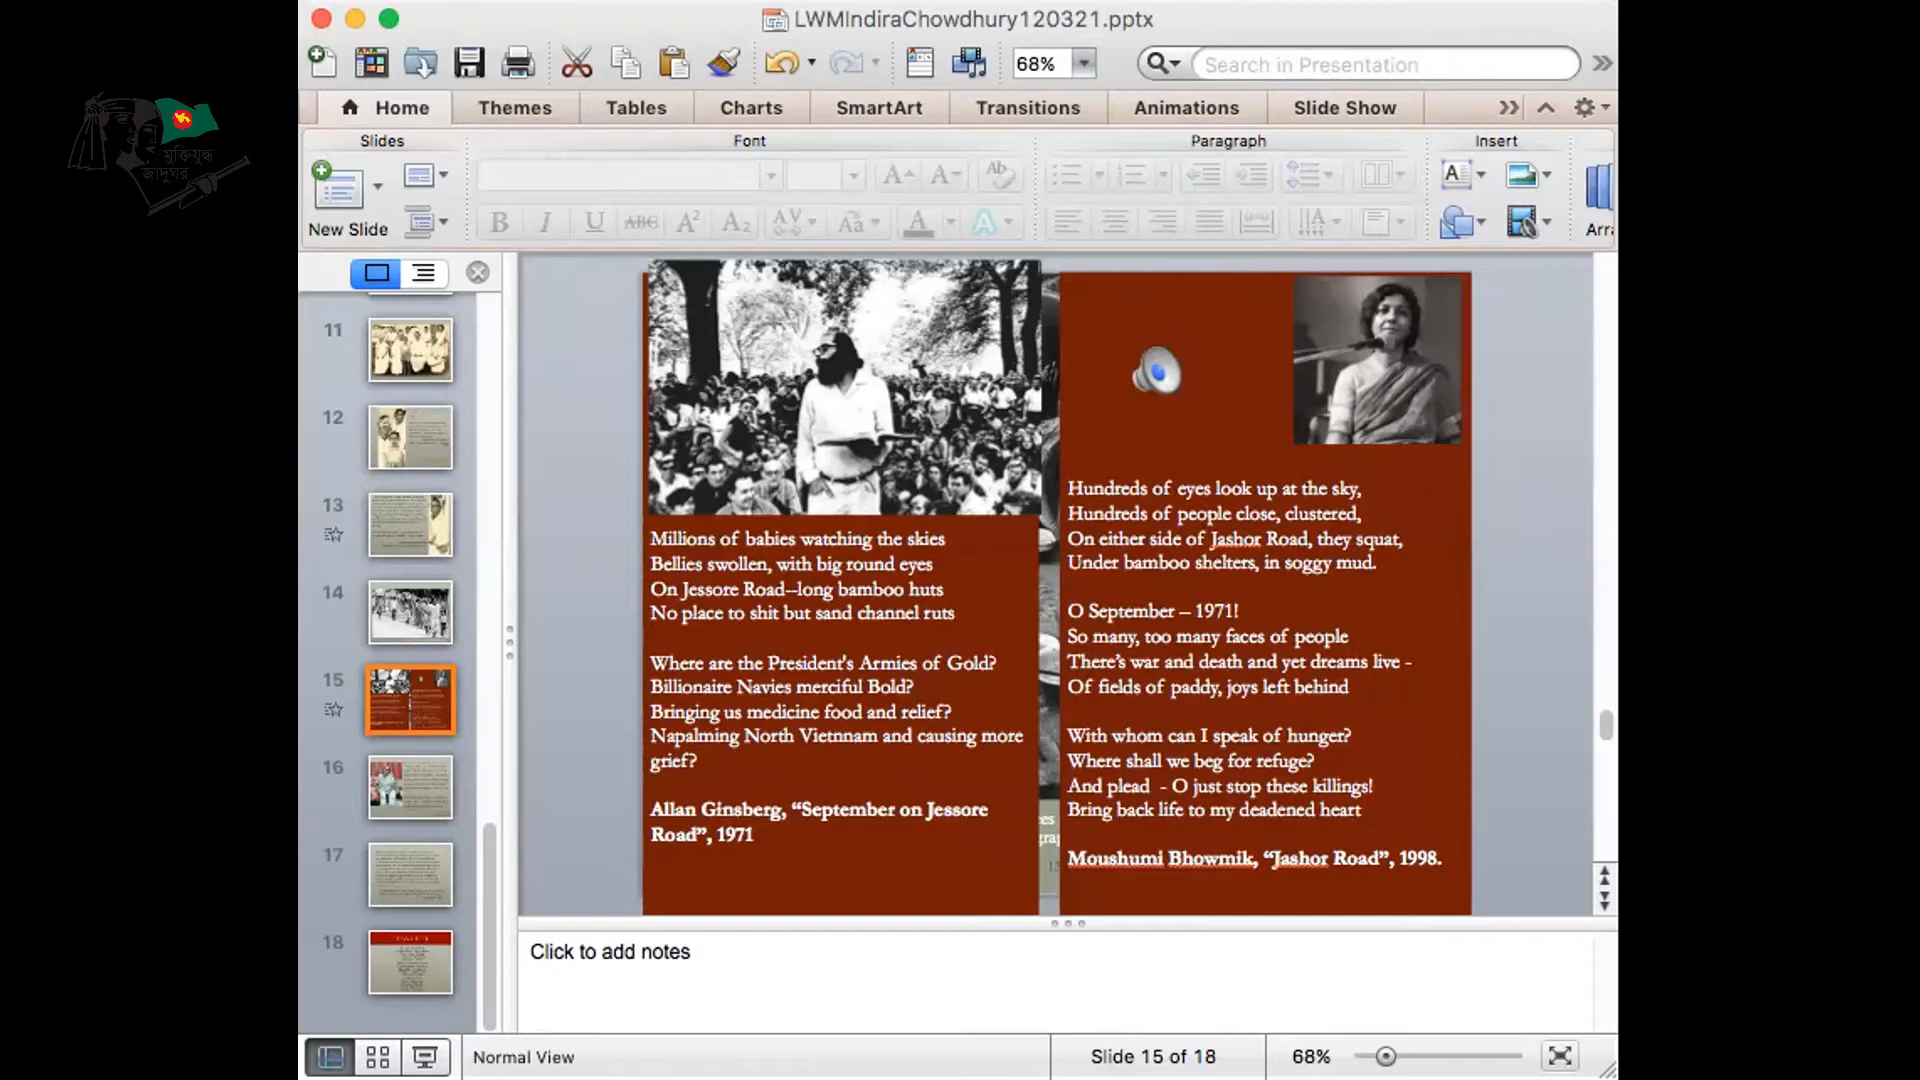 LWMIndiraChowdhury120321.pptx
68%
Search in Presentation
Home
Themes
Tables
Charts
SmartArt
Transitions
Animations
Slide Show
Slides
Font
Paragraph
Insert
New Slide
Arra
মুক্তিযুদ্ধ
জাদুঘর
11
12
13
14
15
16
17
18
Millions of babies watching the skies
Bellies swollen, with big round eyes
On Jessore Road--long bamboo huts
No place to shit but sand channel ruts
Where are the President's Armies of Gold?
Billionaire Navies merciful Bold?
Bringing us medicine food and relief?
Napalming North Vietnnam and causing more
grief?
Allan Ginsberg, “September on Jessore
Road”, 1971
Hundreds of eyes look up at the sky,
Hundreds of people close, clustered,
On either side of Jashor Road, they squat,
Under bamboo shelters, in soggy mud.
O September – 1971!
So many, too many faces of people
There’s war and death and yet dreams live -
Of fields of paddy, joys left behind
With whom can I speak of hunger?
Where shall we beg for refuge?
And plead - O just stop these killings!
Bring back life to my deadened heart
Moushumi Bhowmik, “Jashor Road”, 1998.
Click to add notes
Normal View
Slide 15 of 18
68%